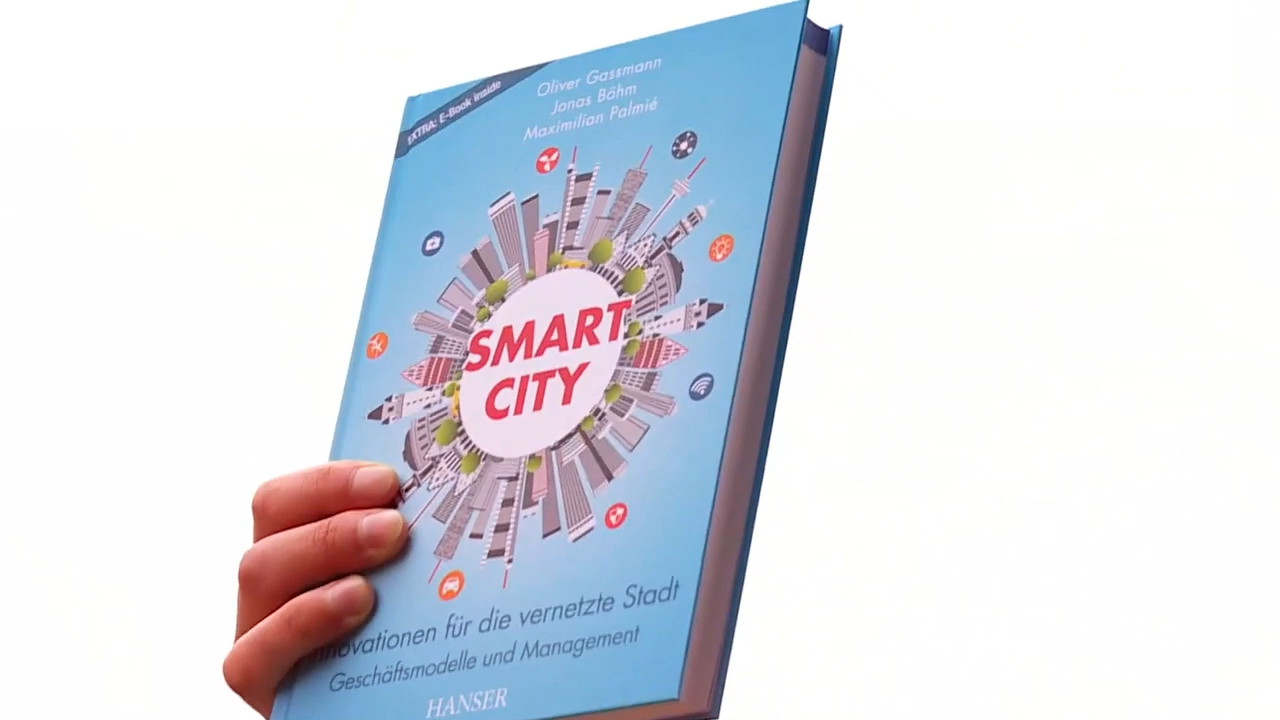 EXTRA: E-Book inside
Oliver Gassmann
Jonas Böhm
Maximilian Palmié
SMART
CITY
Innovationen für die vernetzte Stadt
Geschäftsmodelle und Management
HANSER